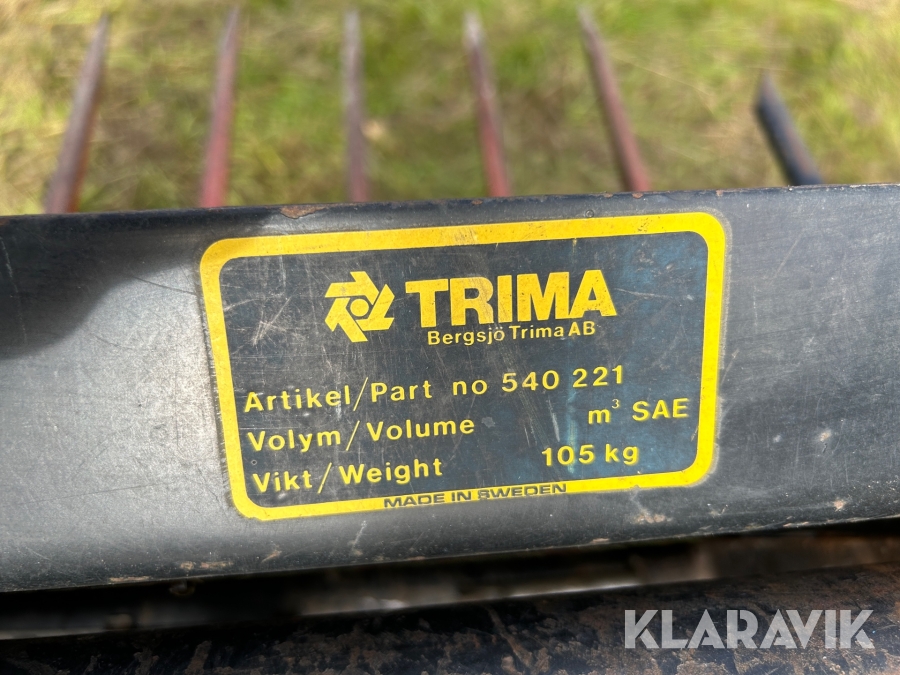 TRIMA
Bergsjö Trima AB
Artikel/Part no 540 221
Volym/Volume m³ SAE
Vikt/Weight 105 kg
MADE IN SWEDEN
KLARAVIK